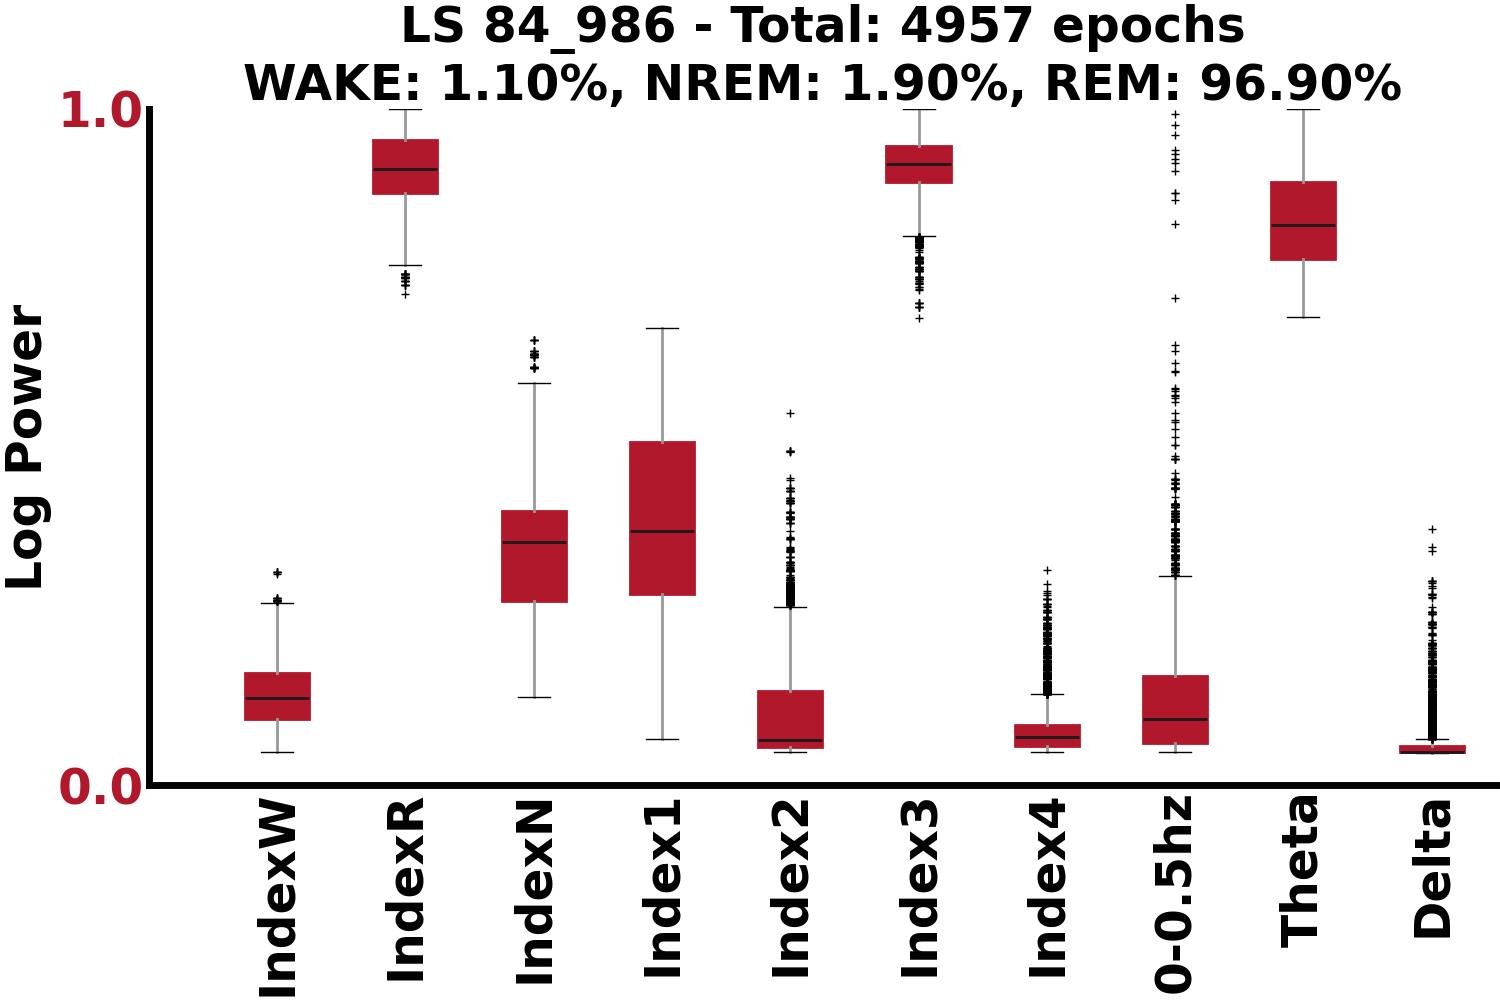 LS 84_986 - Total: 4957 epochs
WAKE: 1.10%, NREM: 1.90%, REM: 96.90%
1.0
Log Power
0.0
IndexW
IndexR
IndexN
Index1
Index2
Index3
Index4
0-0.5hz
Theta
Delta